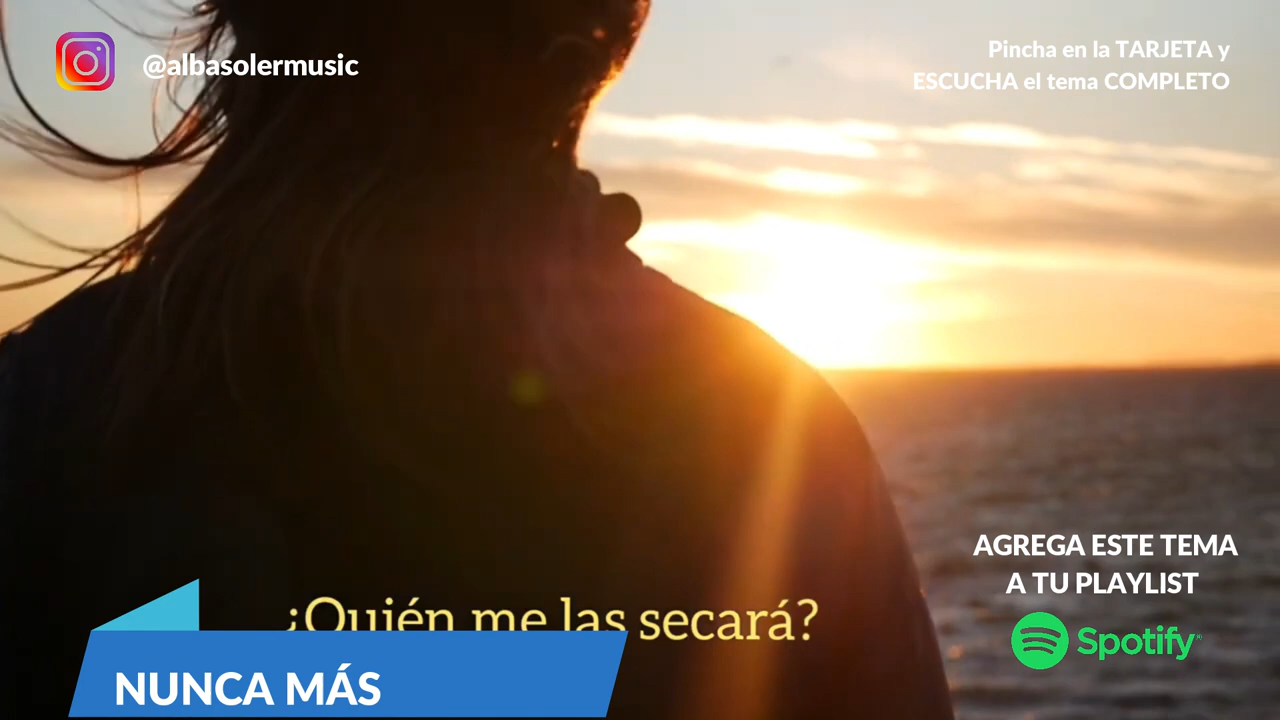 @albasolermusic
Pincha en la TARJETA y
ESCUCHA el tema COMPLETO
AGREGA ESTE TEMA
A TU PLAYLIST
Spotify
¿Quién me las secará?
NUNCA MÁS